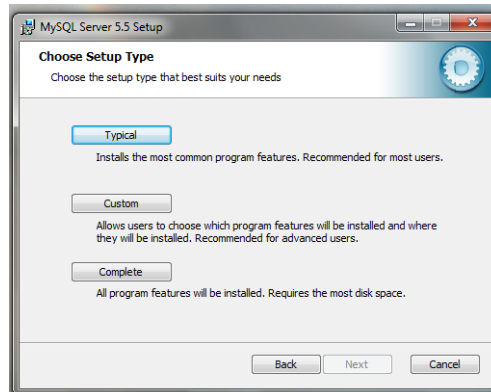 MySQL Server 5.5 Setup
Choose Setup Type
Choose the setup type that best suits your needs
Typical
Installs the most common program features. Recommended for most users.
Custom
Allows users to choose which program features will be installed and where
they will be installed. Recommended for advanced users.
Complete
All program features will be installed. Requires the most disk space.
Back Next Cancel